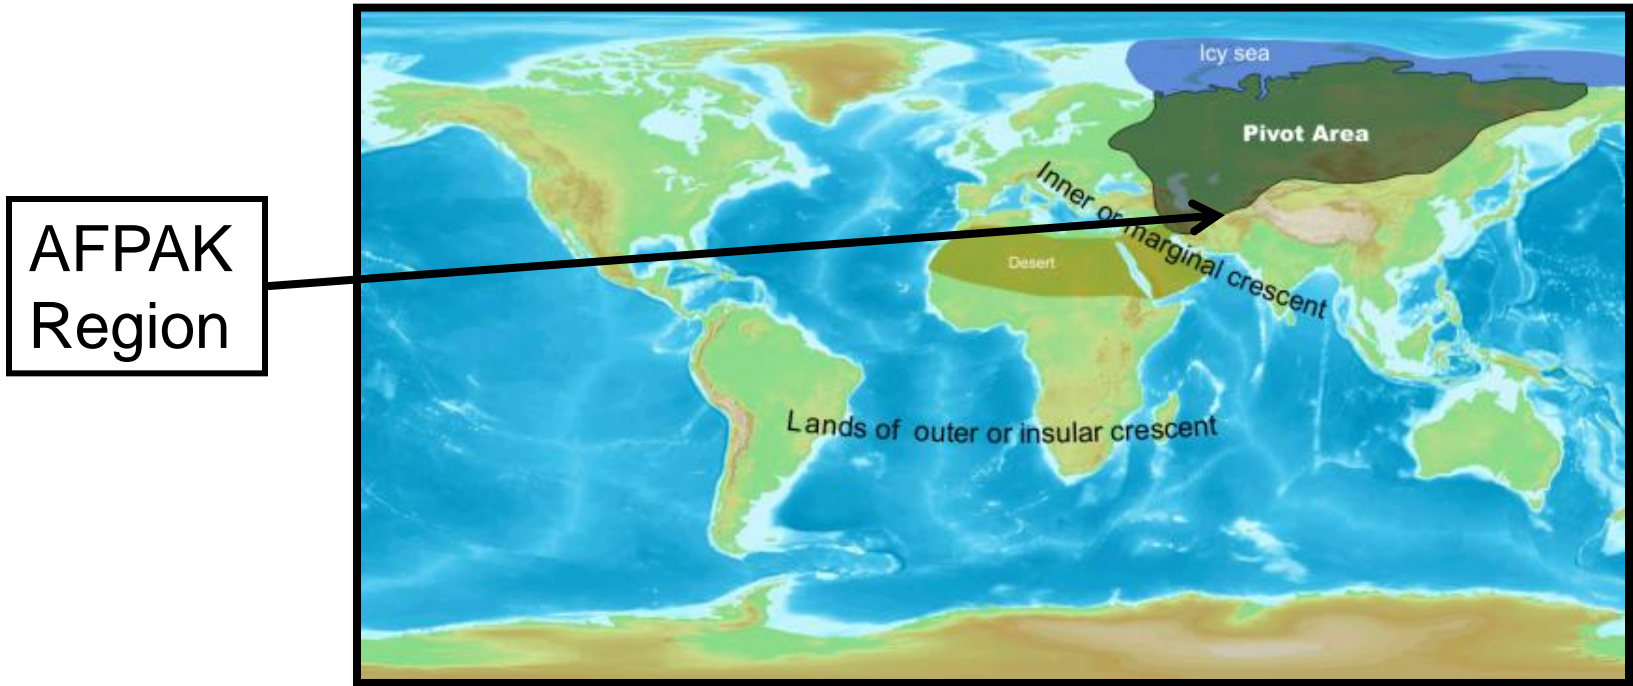 AFPAK
Region
Icy sea
Pivot Area
Inner or marginal crescent
Desert
Lands of outer or insular crescent